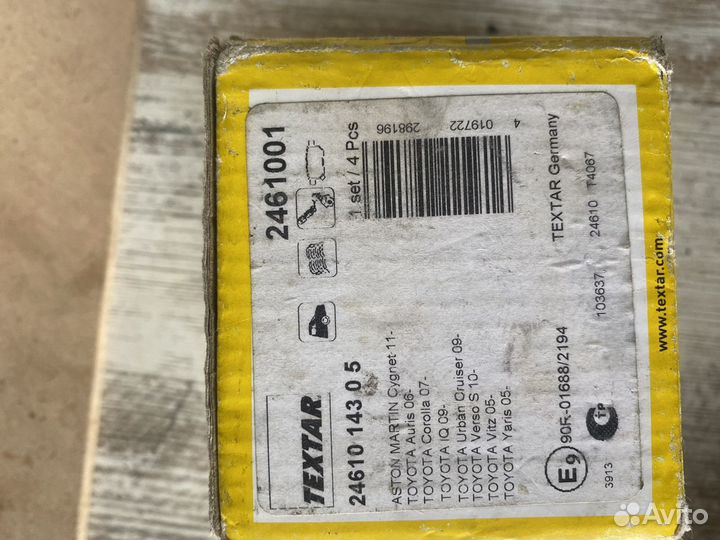 TEXTAR
2461001
24610 143 0 5
1 set / 4 Pcs
ASTON MARTIN Cygnet 11-
TOYOTA Auris 06-
TOYOTA Corolla 07-
TOYOTA IQ 09-
TOYOTA Urban Cruiser 09-
TOYOTA Verso S 10-
TOYOTA Vitz 05-
TOYOTA Yaris 05-
4 019722 298196
TEXTAR Germany
E9 90R-01688/2194
103637 24610 T4067
3913
TP
www.textar.com
Avito